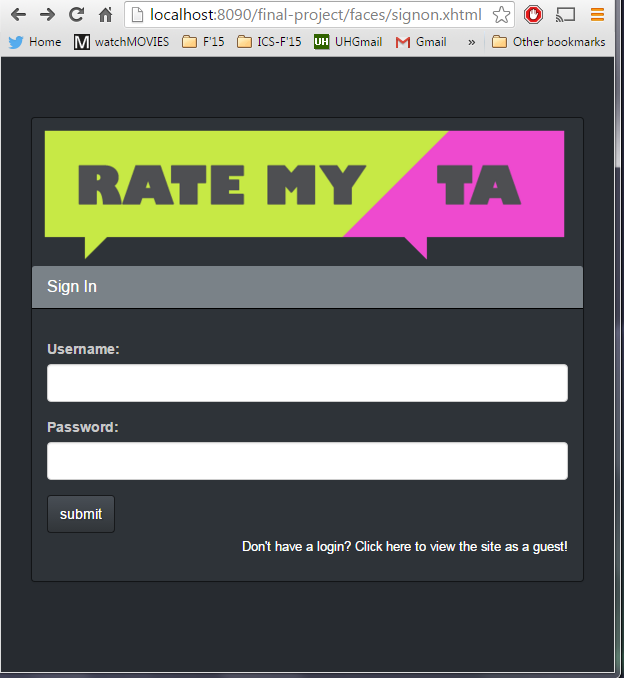 localhost:8090/final-project/faces/signon.xhtml
Home watchMOVIES F'15 ICS-F'15 UHGmail Gmail » Other bookmarks
RATE MY TA
Sign In
Username:
Password:
submit
Don't have a login? Click here to view the site as a guest!